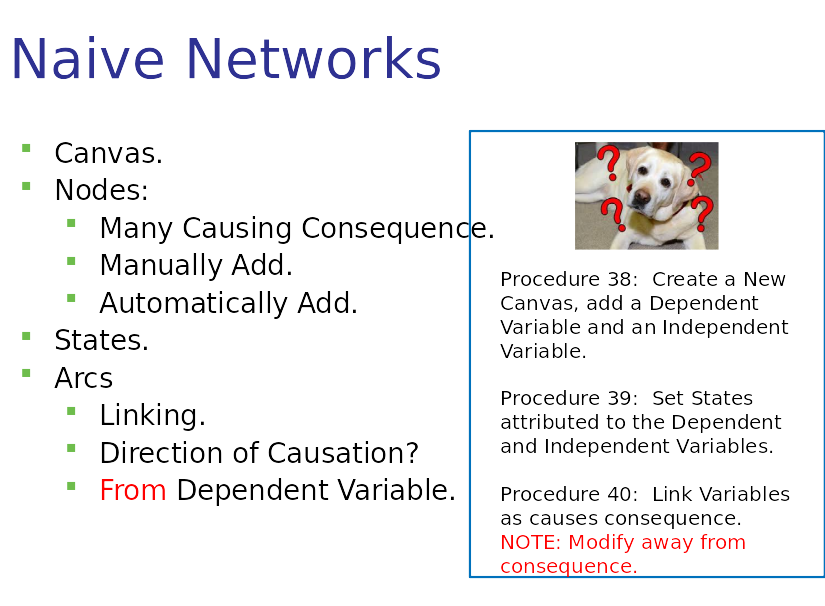 Naive Networks
Canvas.
Nodes:
Many Causing Consequence.
Manually Add.
Automatically Add.
States.
Arcs
Linking.
Direction of Causation?
From Dependent Variable.
? ? ? ?
Procedure 38:  Create a New
Canvas, add a Dependent
Variable and an Independent
Variable.
Procedure 39:  Set States
attributed to the Dependent
and Independent Variables.
Procedure 40:  Link Variables
as causes consequence.
NOTE: Modify away from
consequence.